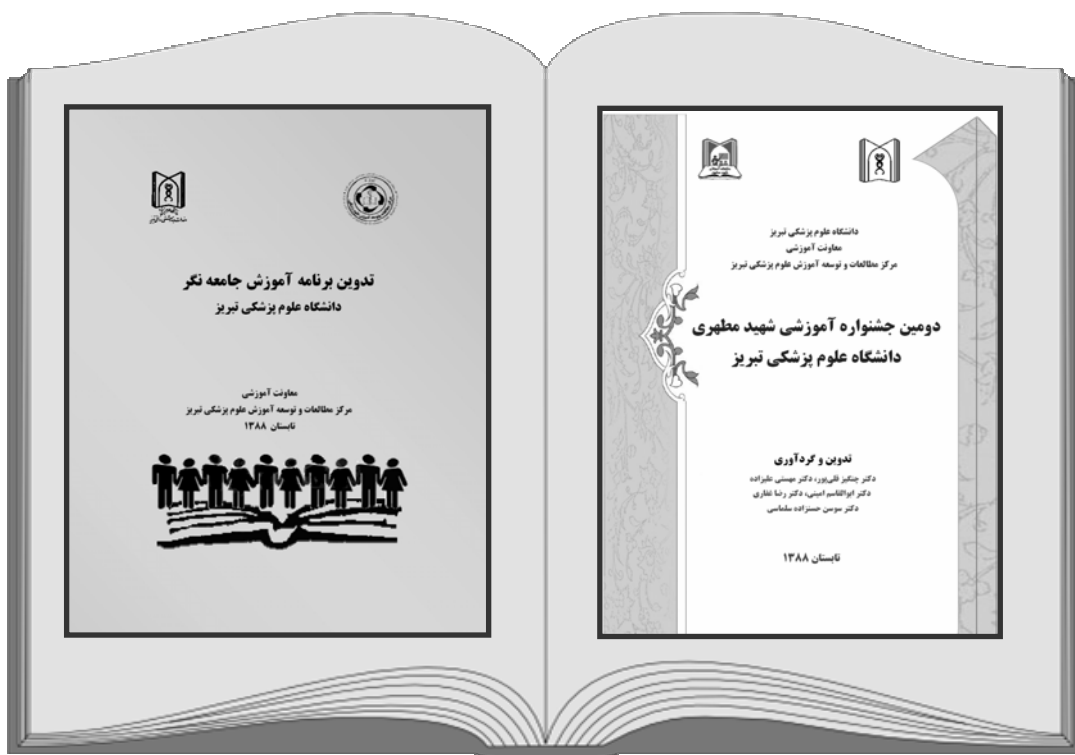 دانشگاه علوم پزشکی تبریز
معاونت آموزشی
مرکز مطالعات و توسعه آموزش علوم پزشکی تبریز
دومین جشنواره آموزشی شهید مطهری
دانشگاه علوم پزشکی تبریز
تدوین و گردآوری
دکتر چنگیز قلی‌پور، دکتر مهستی علیزاده
دکتر ابوالقاسم امینی، دکتر رضا غفاری
دکتر سوسن حسنزاده سلماسی
تابستان ۱۳۸۸
تدوین برنامه آموزش جامعه نگر
دانشگاه علوم پزشکی تبریز
معاونت آموزشی
مرکز مطالعات و توسعه آموزش علوم پزشکی تبریز
تابستان ۱۳۸۸